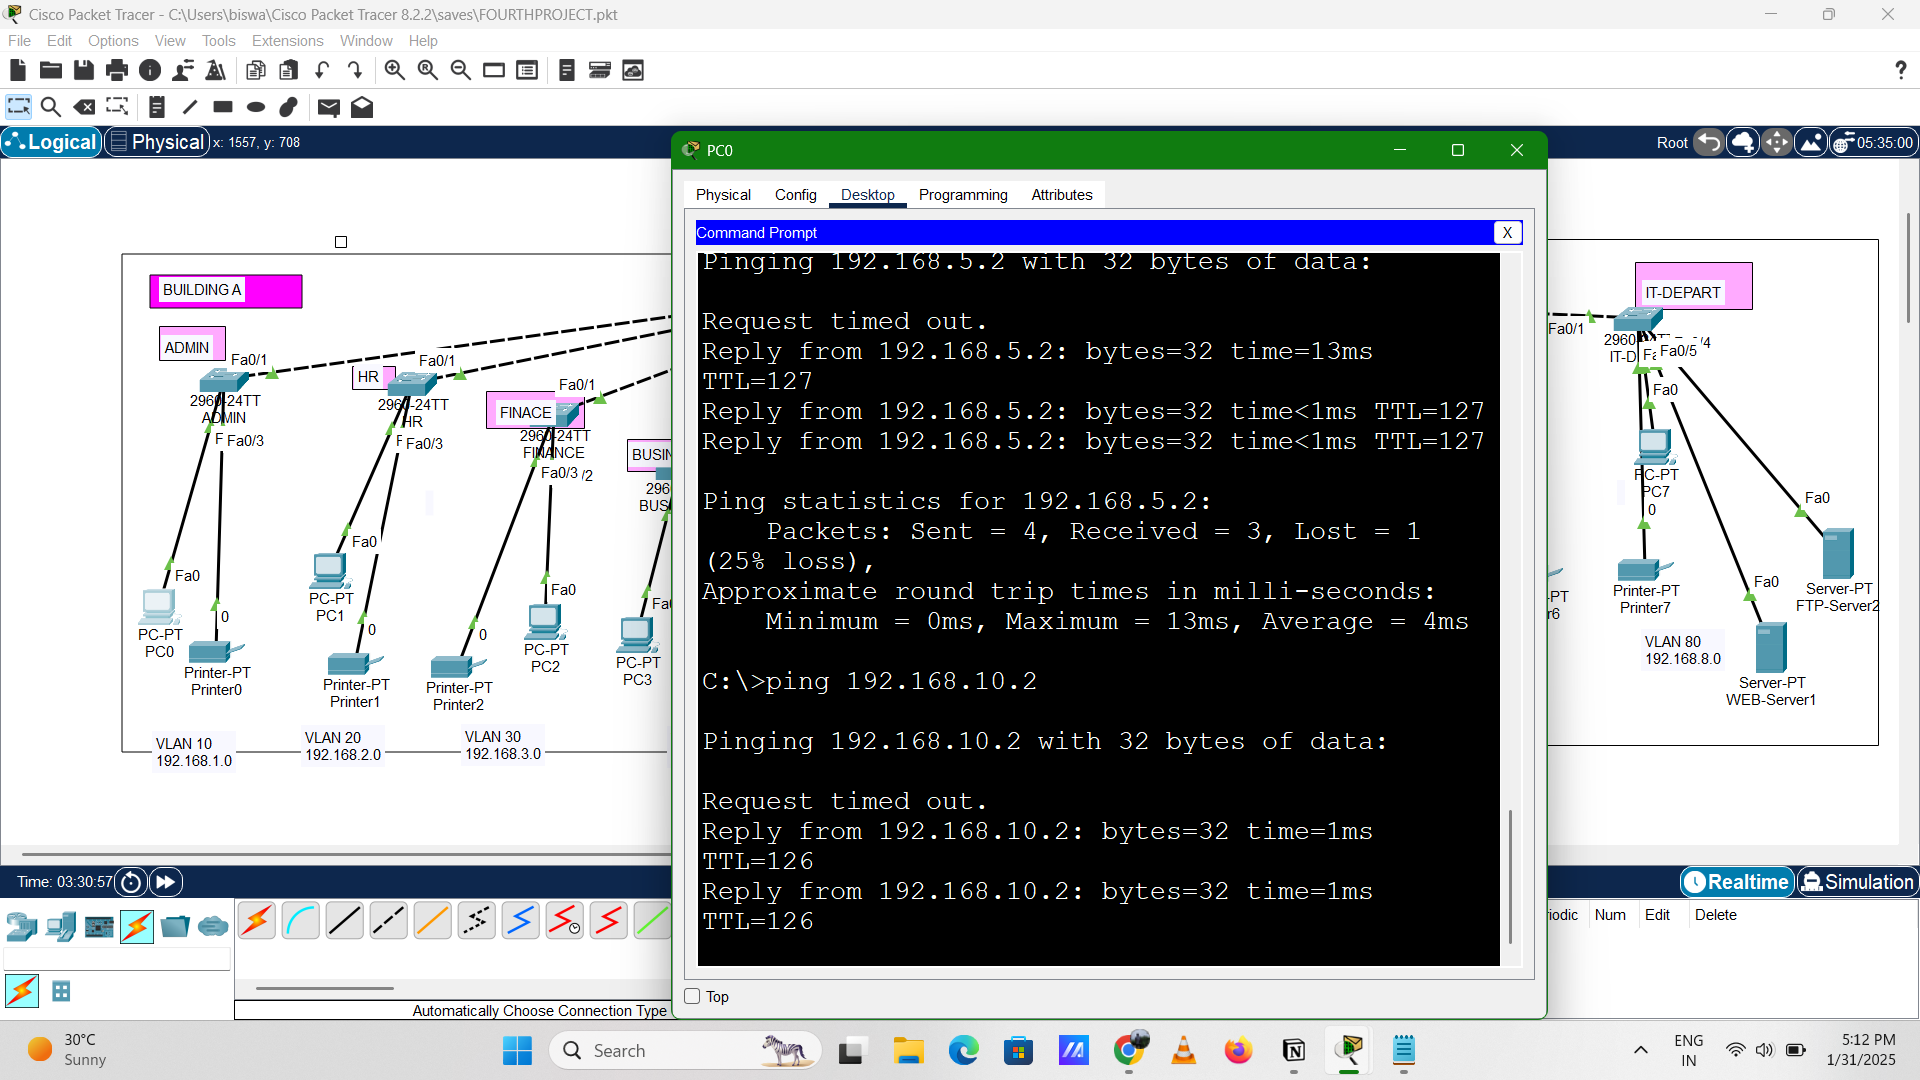 Cisco Packet Tracer - C:\Users\biswa\Cisco Packet Tracer 8.2.2\saves\FOURTHPROJECT.pkt
File Edit Options View Tools Extensions Window Help
?
Logical Physical x: 1557, y: 708
Root 05:35:00
BUILDING A
ADMIN
Fa0/1
2960-24TT
ADMIN
Fa0/3
Fa0
PC-PT
PC0
0
Printer-PT
Printer0
VLAN 10
192.168.1.0
HR
Fa0/1
2960-24TT
HR
Fa0/3
Fa0
PC-PT
PC1
0
Printer-PT
Printer1
VLAN 20
192.168.2.0
FINACE
Fa0/1
2960-24TT
FINANCE
Fa0/3 /2
0
Printer-PT
Printer2
Fa0
PC-PT
PC2
VLAN 30
192.168.3.0
BUSIN
296
BUS
Fa
PC-PT
PC3
PC0
Physical Config Desktop Programming Attributes
Command Prompt X
Pinging 192.168.5.2 with 32 bytes of data:
Request timed out.
Reply from 192.168.5.2: bytes=32 time=13ms
TTL=127
Reply from 192.168.5.2: bytes=32 time<1ms TTL=127
Reply from 192.168.5.2: bytes=32 time<1ms TTL=127
Ping statistics for 192.168.5.2:
Packets: Sent = 4, Received = 3, Lost = 1
(25% loss),
Approximate round trip times in milli-seconds:
Minimum = 0ms, Maximum = 13ms, Average = 4ms
C:\>ping 192.168.10.2
Pinging 192.168.10.2 with 32 bytes of data:
Request timed out.
Reply from 192.168.10.2: bytes=32 time=1ms
TTL=126
Reply from 192.168.10.2: bytes=32 time=1ms
TTL=126
Top
IT-DEPART
Fa0/1
2960
IT-D
Fa0/5
/4
Fa0
PC-PT
PC7
0
Printer-PT
Printer7
-PT
r6
Fa0
Server-PT
FTP-Server2
Fa0
Server-PT
WEB-Server1
VLAN 80
192.168.8.0
Time: 03:30:57
Realtime Simulation
iodic Num Edit Delete
Automatically Choose Connection Type
30°C
Sunny
Search
ENG
IN
5:12 PM
1/31/2025